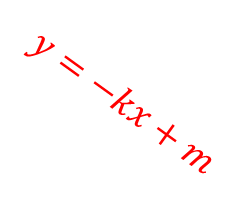 y = −kx + m